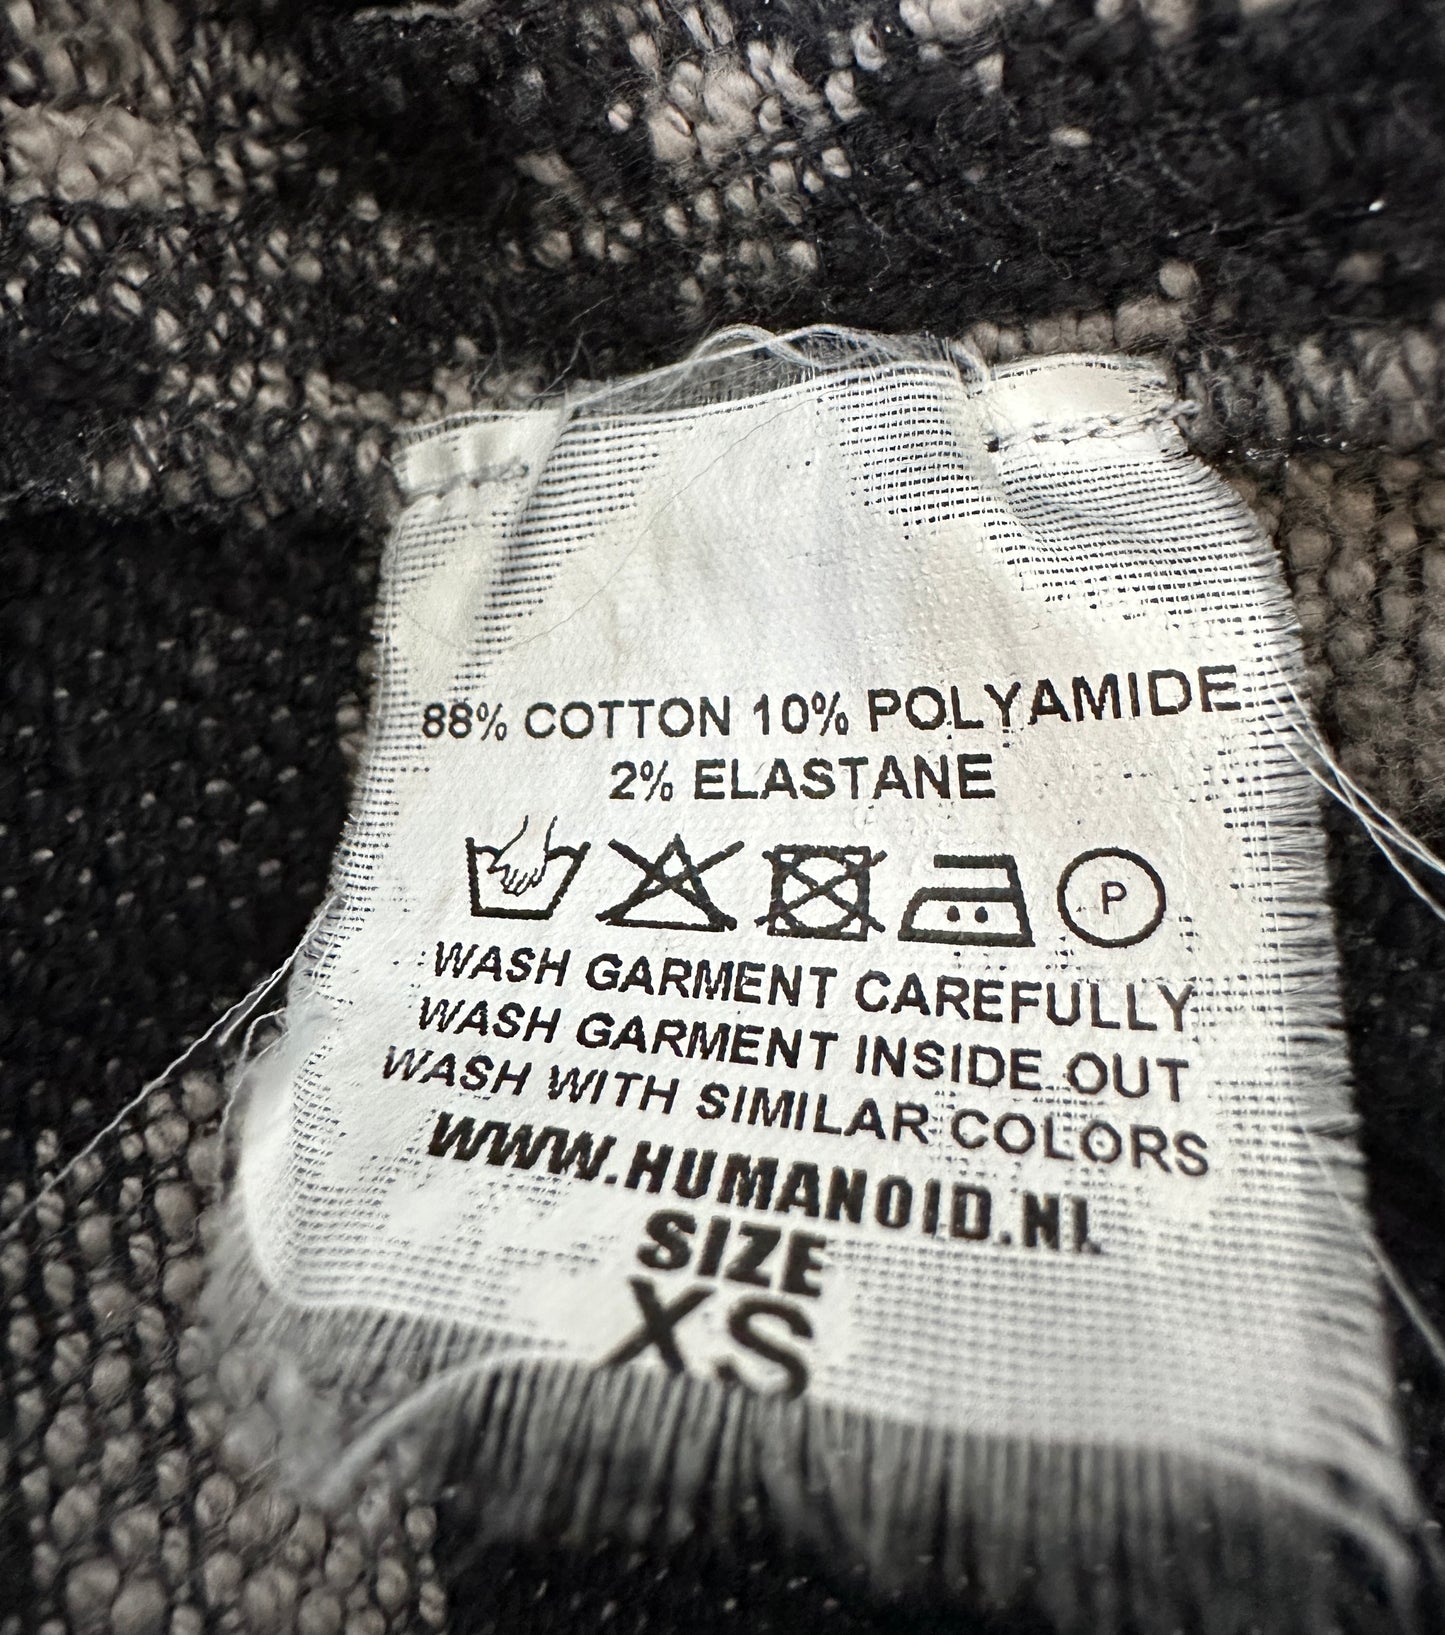 88% COTTON 10% POLYAMIDE
2% ELASTANE
P
WASH GARMENT CAREFULLY
WASH GARMENT INSIDE OUT
WASH WITH SIMILAR COLORS
WWW.HUMANOID.NL
SIZE
XS